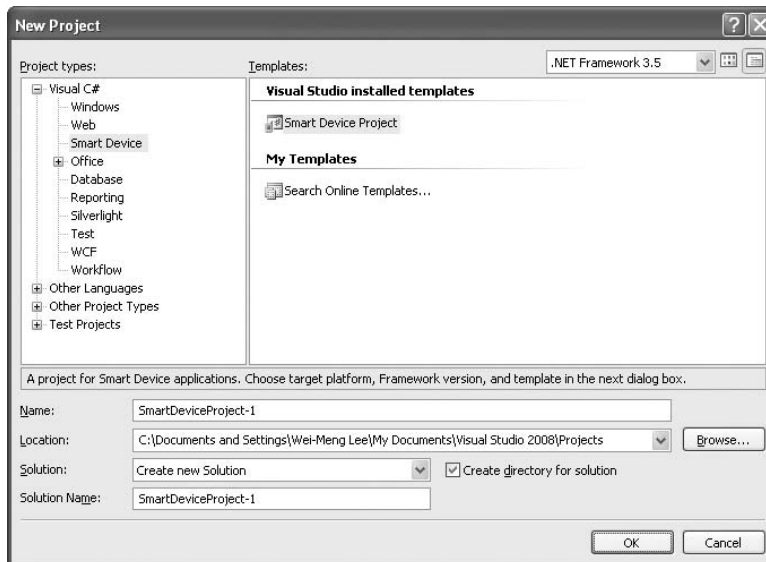 New Project
Project types:
Templates:
.NET Framework 3.5
Visual C#
Windows
Web
Smart Device
Office
Database
Reporting
Silverlight
Test
WCF
Workflow
Other Languages
Other Project Types
Test Projects
Visual Studio installed templates
Smart Device Project
My Templates
Search Online Templates...
A project for Smart Device applications. Choose target platform, Framework version, and template in the next dialog box.
Name:
SmartDeviceProject-1
Location:
C:\Documents and Settings\Wei-Meng Lee\My Documents\Visual Studio 2008\Projects
Browse...
Solution:
Create new Solution
Create directory for solution
Solution Name:
SmartDeviceProject-1
OK
Cancel